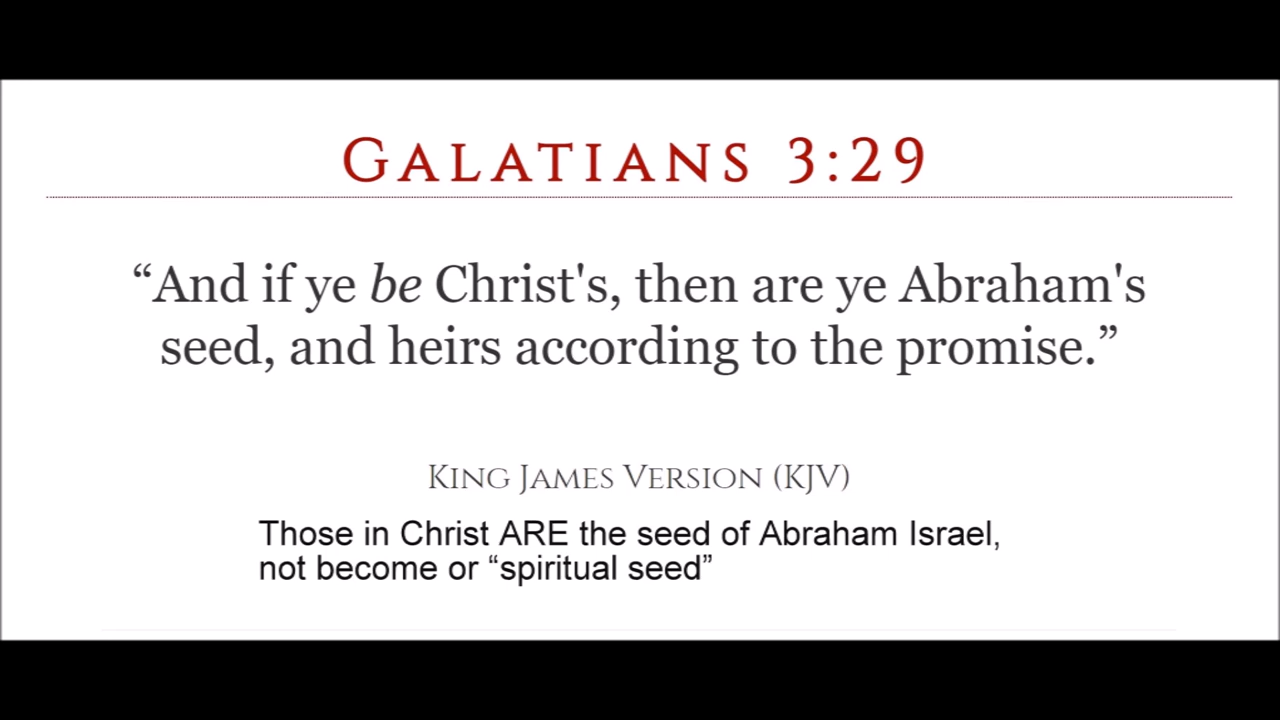 GALATIANS 3:29
“And if ye be Christ's, then are ye Abraham's
seed, and heirs according to the promise.”
KING JAMES VERSION (KJV)
Those in Christ ARE the seed of Abraham Israel,
not become or “spiritual seed”